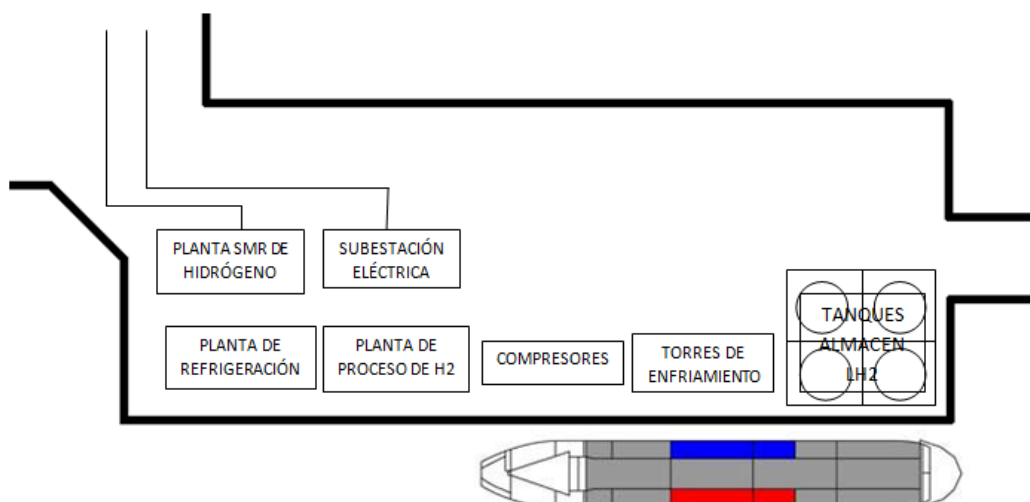 PLANTA SMR DE
HIDRÓGENO
SUBESTACIÓN
ELÉCTRICA
PLANTA DE
REFRIGERACIÓN
PLANTA DE
PROCESO DE H2
COMPRESORES
TORRES DE
ENFRIAMIENTO
TANQUES
ALMACEN
LH2